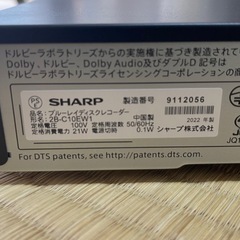 ドルビーラボラトリーズからの実施権に基づき製造され
Dolby、ドルビー、Dolby Audio及びダブルD記号は
ドルビーラボラトリーズライセンシングコーポレーションの商
SHARP 製造番号 9112056
品名:ブルーレイディスクレコーダー
形名:2B-C10EW1 中国製
定格電圧 100V 定格周波数 50/60Hz
定格消費電力 21W 電源切時 0.1W
2022 年製
シャープ株式会社
For DTS patents, see http://patents.dts.com.
JQ1